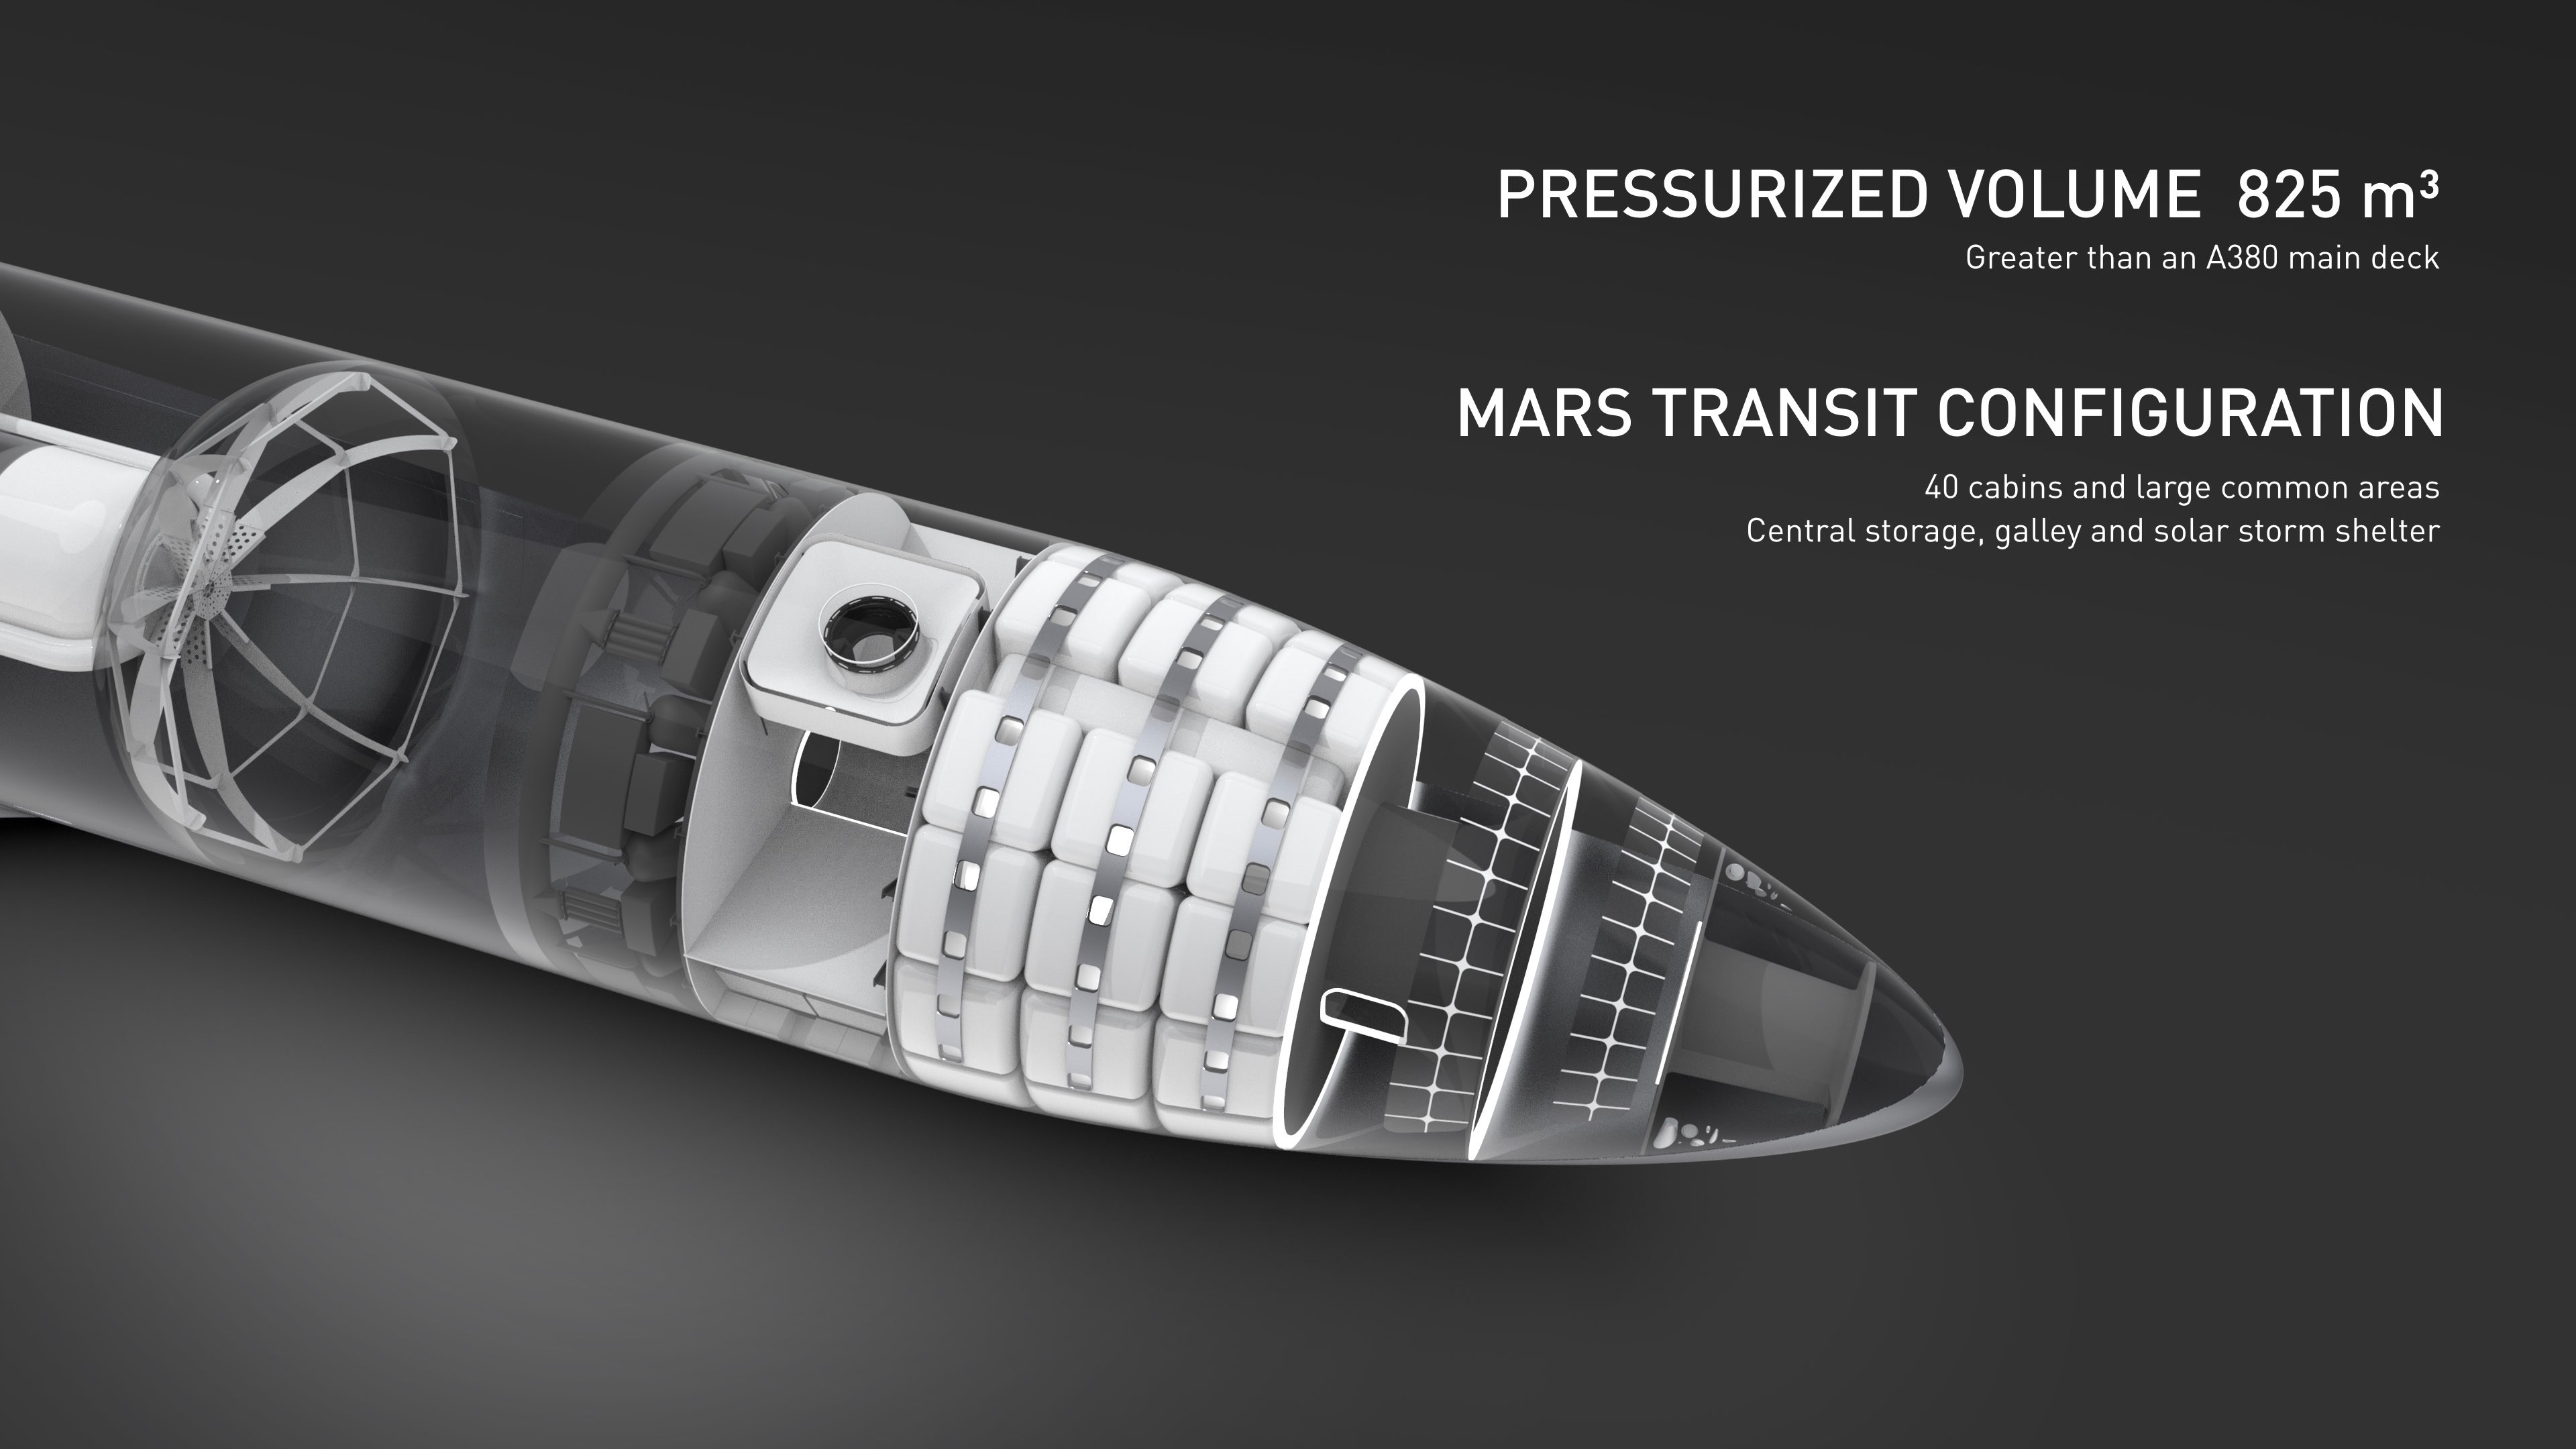 PRESSURIZED VOLUME 825 m³
Greater than an A380 main deck
MARS TRANSIT CONFIGURATION
40 cabins and large common areas
Central storage, galley and solar storm shelter